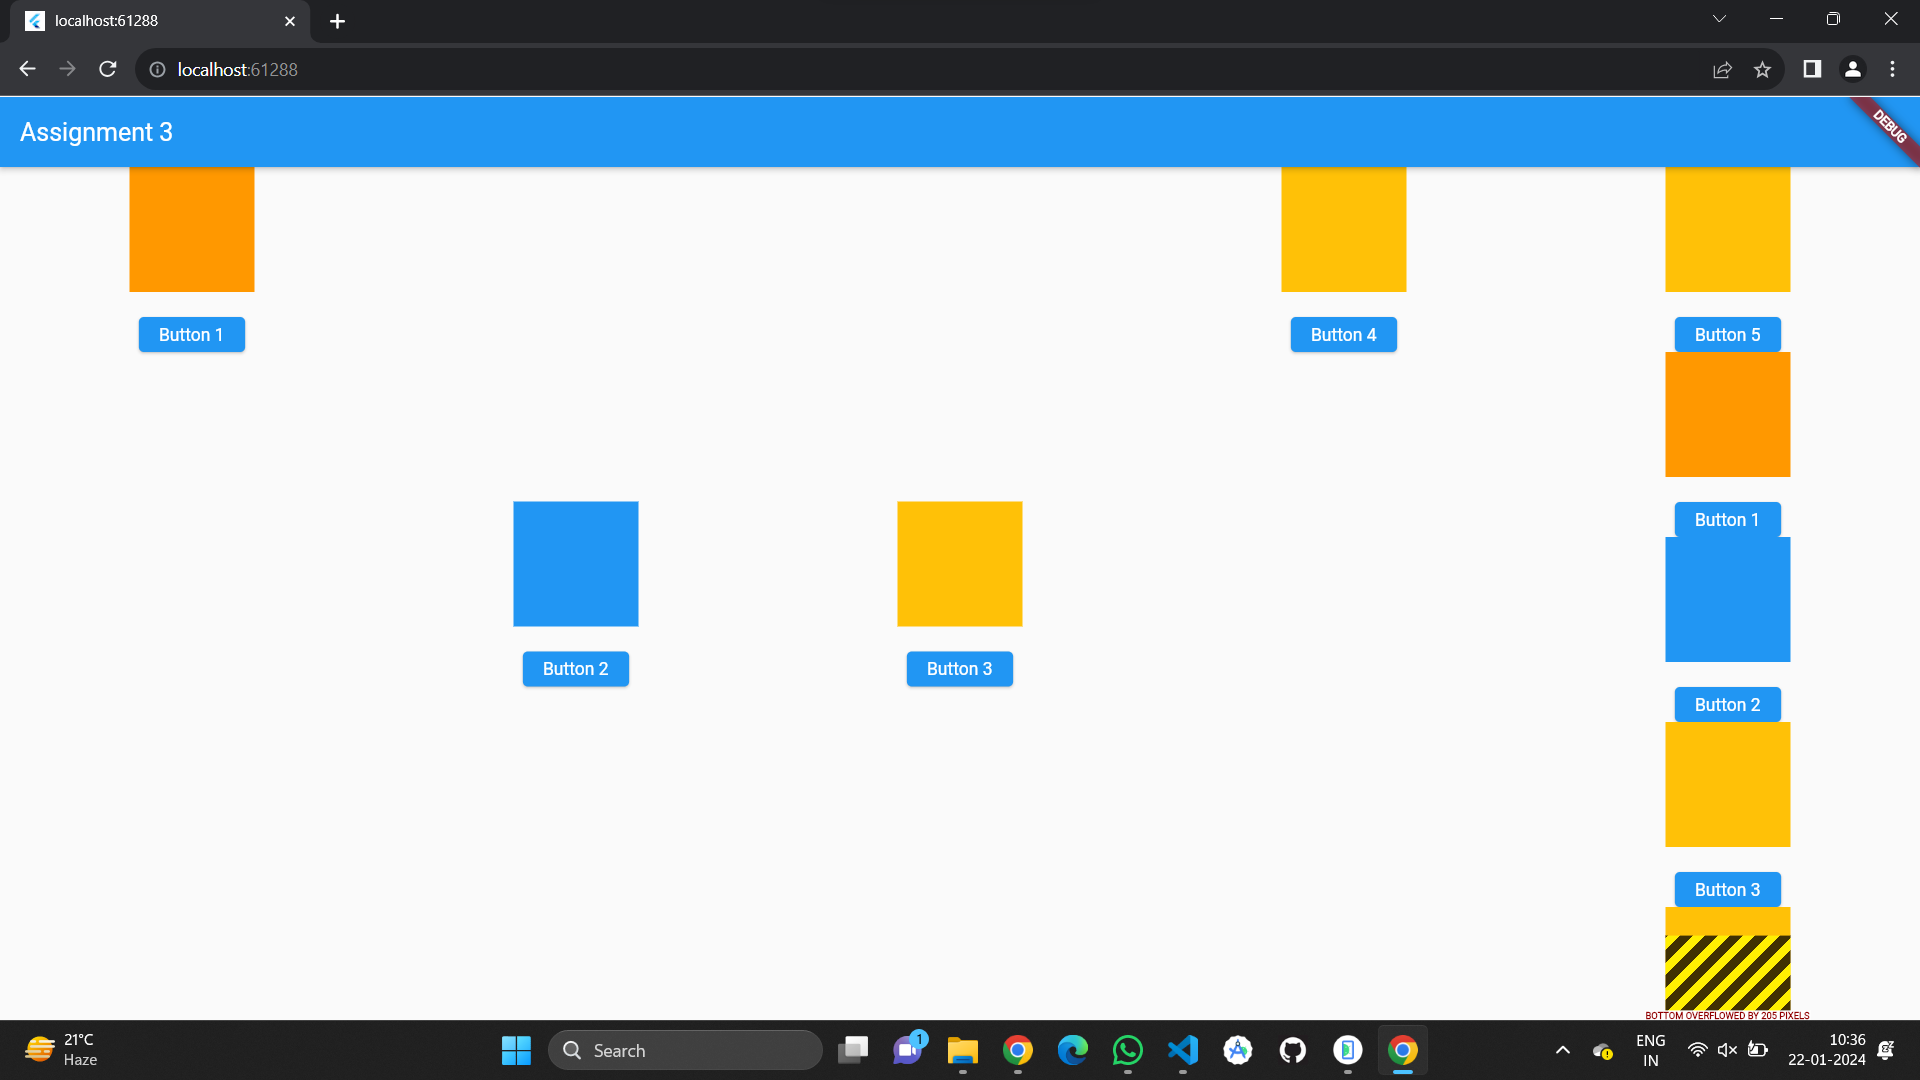 localhost:61288
localhost:61288
Assignment 3
DEBUG
Button 1
Button 4
Button 5
Button 1
Button 2
Button 3
Button 2
Button 3
BOTTOM OVERFLOWED BY 205 PIXELS
21°C
Haze
Search
1
ENG
IN
10:36
22-01-2024